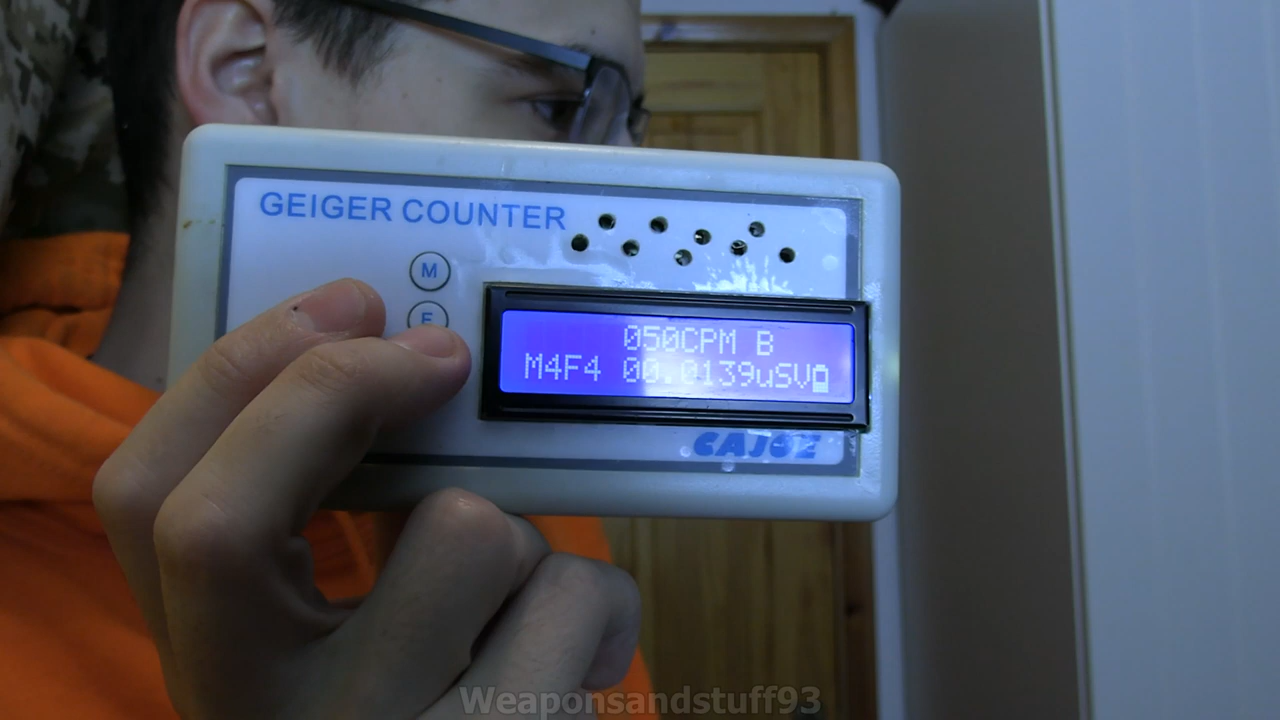 GEIGER COUNTER
M
F
050CPM B
M4F4 00.0139uSV
CAJOE
Weaponsandstuff93